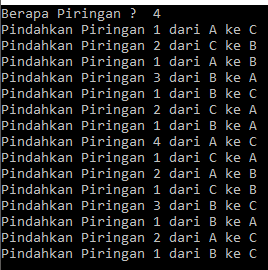 Berapa Piringan ?  4
Pindahkan Piringan 1 dari A ke C
Pindahkan Piringan 2 dari C ke B
Pindahkan Piringan 1 dari A ke B
Pindahkan Piringan 3 dari B ke A
Pindahkan Piringan 1 dari B ke C
Pindahkan Piringan 2 dari C ke A
Pindahkan Piringan 1 dari B ke A
Pindahkan Piringan 4 dari A ke C
Pindahkan Piringan 1 dari C ke A
Pindahkan Piringan 2 dari A ke B
Pindahkan Piringan 1 dari C ke B
Pindahkan Piringan 3 dari B ke C
Pindahkan Piringan 1 dari B ke A
Pindahkan Piringan 2 dari A ke C
Pindahkan Piringan 1 dari B ke C